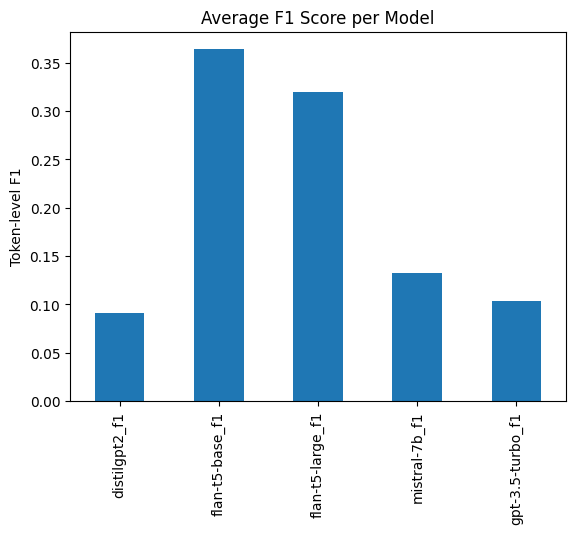 Average F1 Score per Model
Token-level F1
0.35
0.30
0.25
0.20
0.15
0.10
0.05
0.00
distilgpt2_f1
flan-t5-base_f1
flan-t5-large_f1
mistral-7b_f1
gpt-3.5-turbo_f1